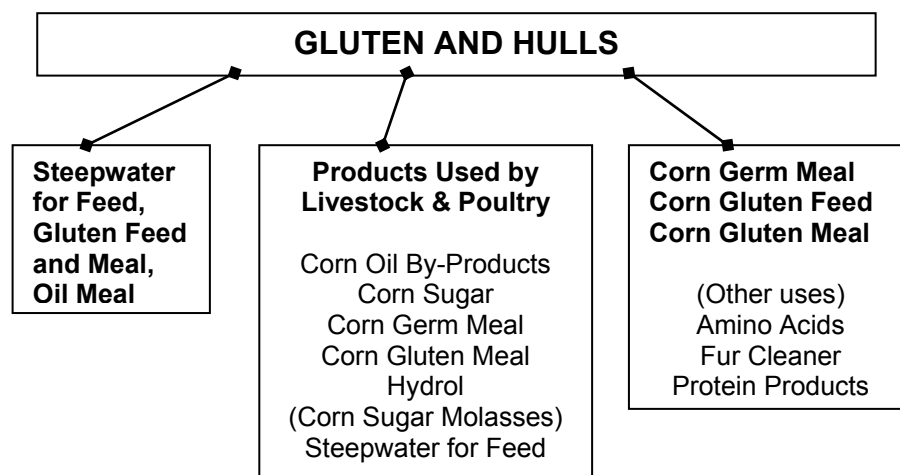 GLUTEN AND HULLS
Steepwater
for Feed,
Gluten Feed
and Meal,
Oil Meal
Products Used by
Livestock & Poultry
Corn Oil By-Products
Corn Sugar
Corn Germ Meal
Corn Gluten Meal
Hydrol
(Corn Sugar Molasses)
Steepwater for Feed
Corn Germ Meal
Corn Gluten Feed
Corn Gluten Meal
(Other uses)
Amino Acids
Fur Cleaner
Protein Products